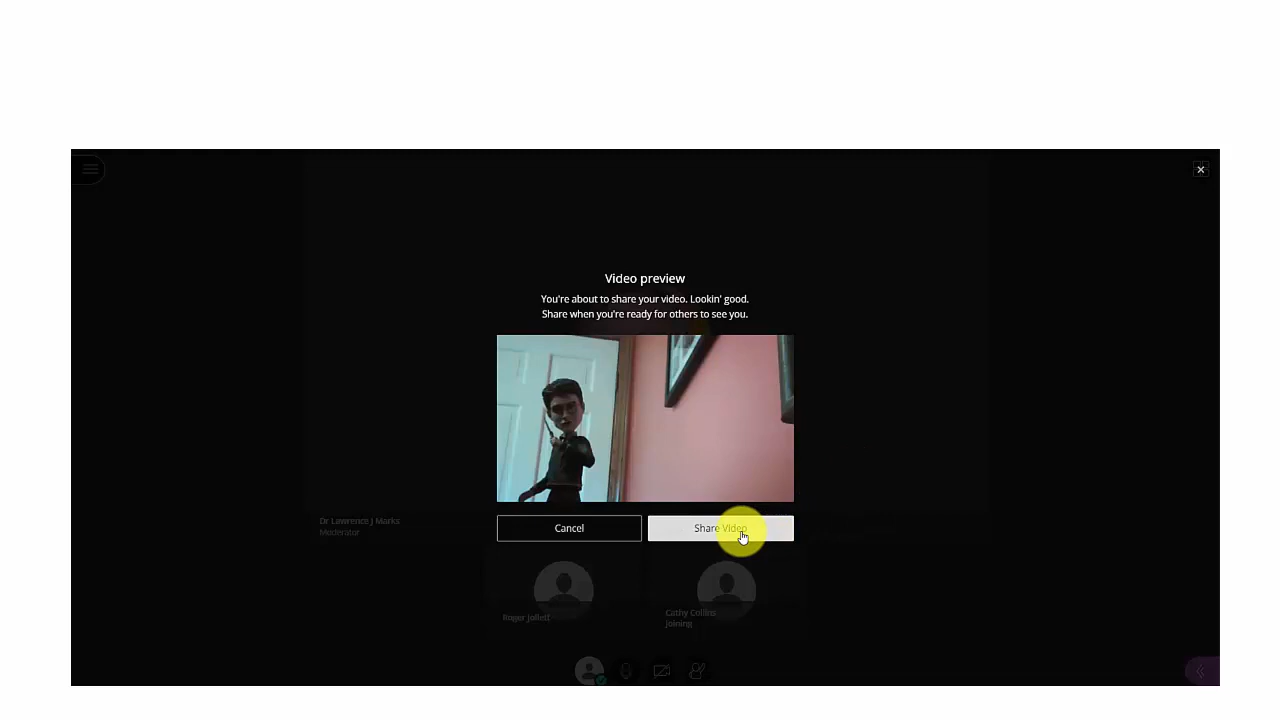 Video preview
You're about to share your video. Lookin' good.
Share when you're ready for others to see you.
Cancel
Share Video
Dr Lawrence J Marks
Moderator
Roger Jollett
Cathy Collins
Joining